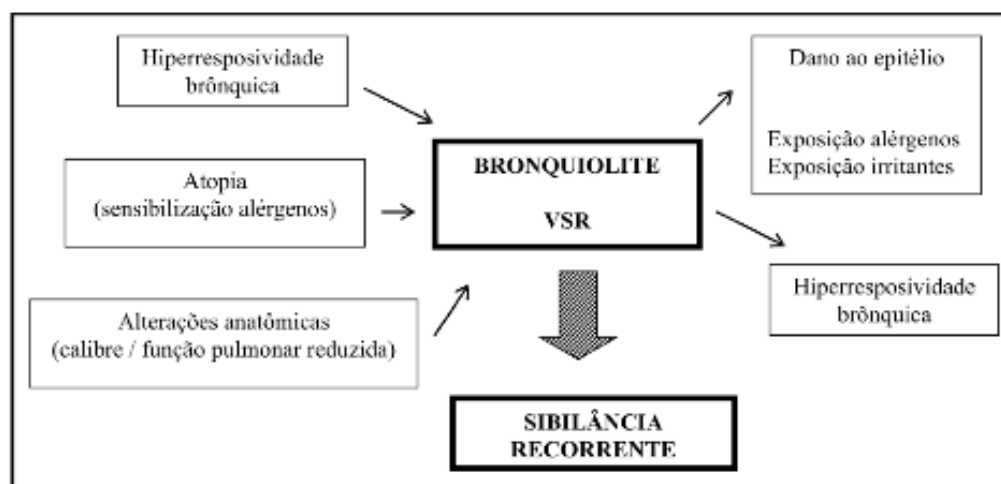 Hiperresposividade
brônquica
Atopia
(sensibilização alérgenos)
Alterações anatômicas
(calibre / função pulmonar reduzida)
BRONQUIOLITE
VSR
SIBILÂNCIA
RECORRENTE
Dano ao epitélio
Exposição alérgenos
Exposição irritantes
Hiperresposividade
brônquica